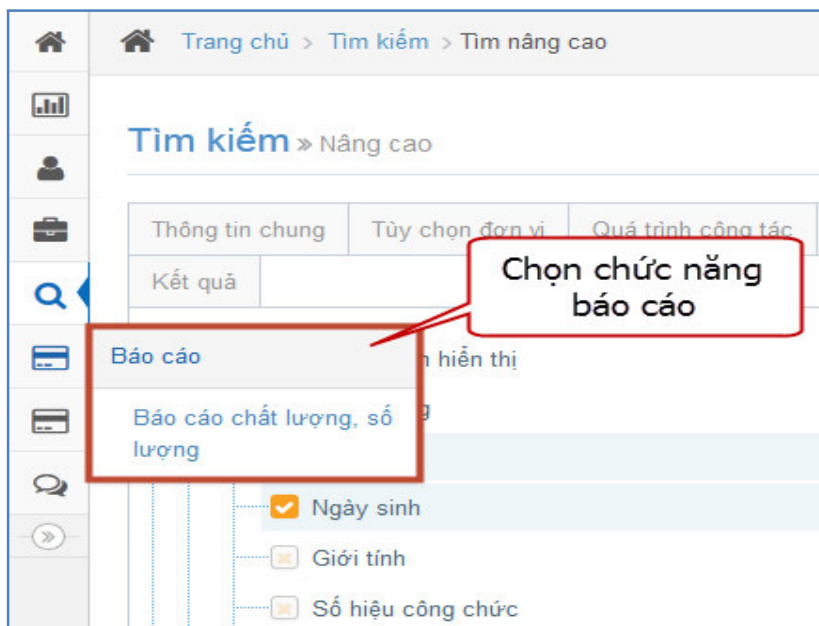 Trang chủ > Tìm kiếm > Tìm nâng cao
Tìm kiếm » Nâng cao
Thông tin chung Tùy chọn đơn vị Quá trình công tác
Kết quả
Chọn chức năng
báo cáo
Báo cáo
hiển thị
Báo cáo chất lượng, số
lượng
Ngày sinh
Giới tính
Số hiệu công chức